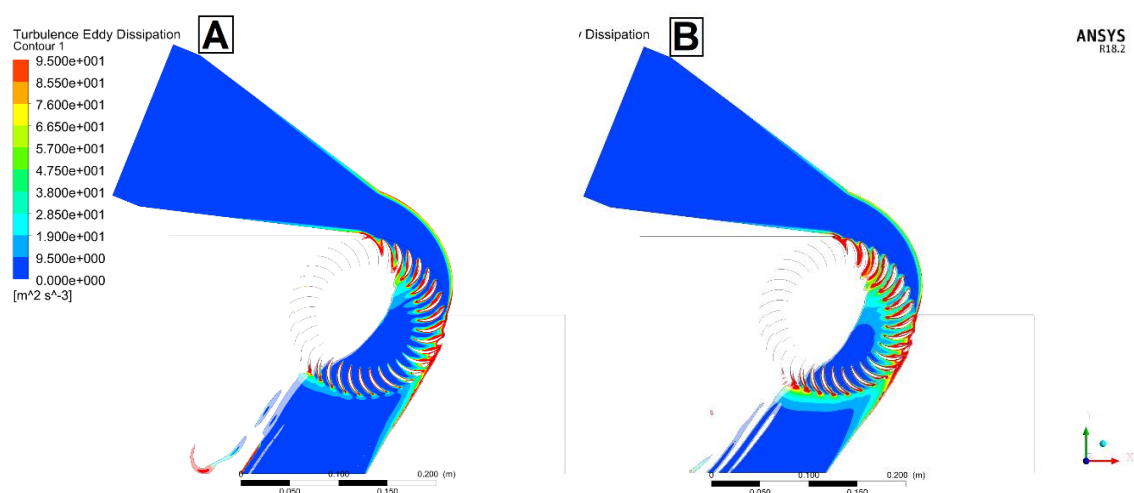 Turbulence Eddy Dissipation
Contour 1
A
9.500e+001
8.550e+001
7.600e+001
6.650e+001
5.700e+001
4.750e+001
3.800e+001
2.850e+001
1.900e+001
9.500e+000
0.000e+000
[m^2 s^-3]
Dissipation
B
ANSYS
R18.2
0
0.100
0.200 (m)
0.050
0.150
0
0.100
0.200 (m)
0.050
0.150